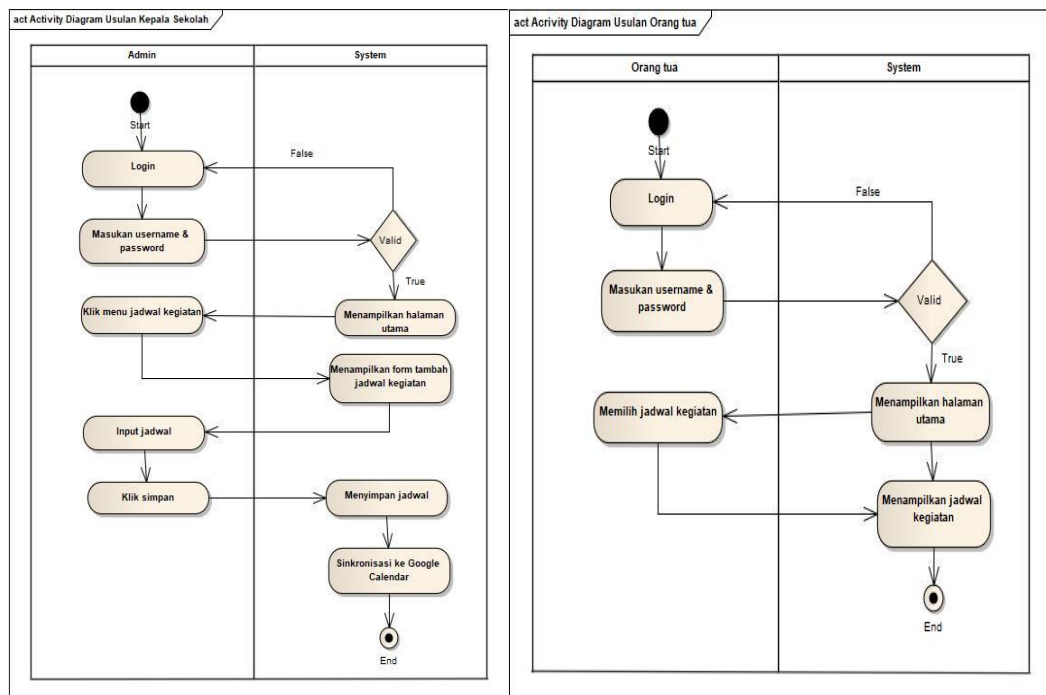 act Activity Diagram Usulan Kepala Sekolah
Admin
System
Start
Login
False
Masukan username &
password
Valid
True
Klik menu jadwal kegiatan
Menampilkan halaman
utama
Menampilkan form tambah
jadwal kegiatan
Input jadwal
Klik simpan
Menyimpan jadwal
Sinkronisasi ke Google
Calendar
End
act Acrivity Diagram Usulan Orang tua
Orang tua
System
Start
Login
False
Masukan username &
password
Valid
True
Memilih jadwal kegiatan
Menampilkan halaman
utama
Menampilkan jadwal
kegiatan
End